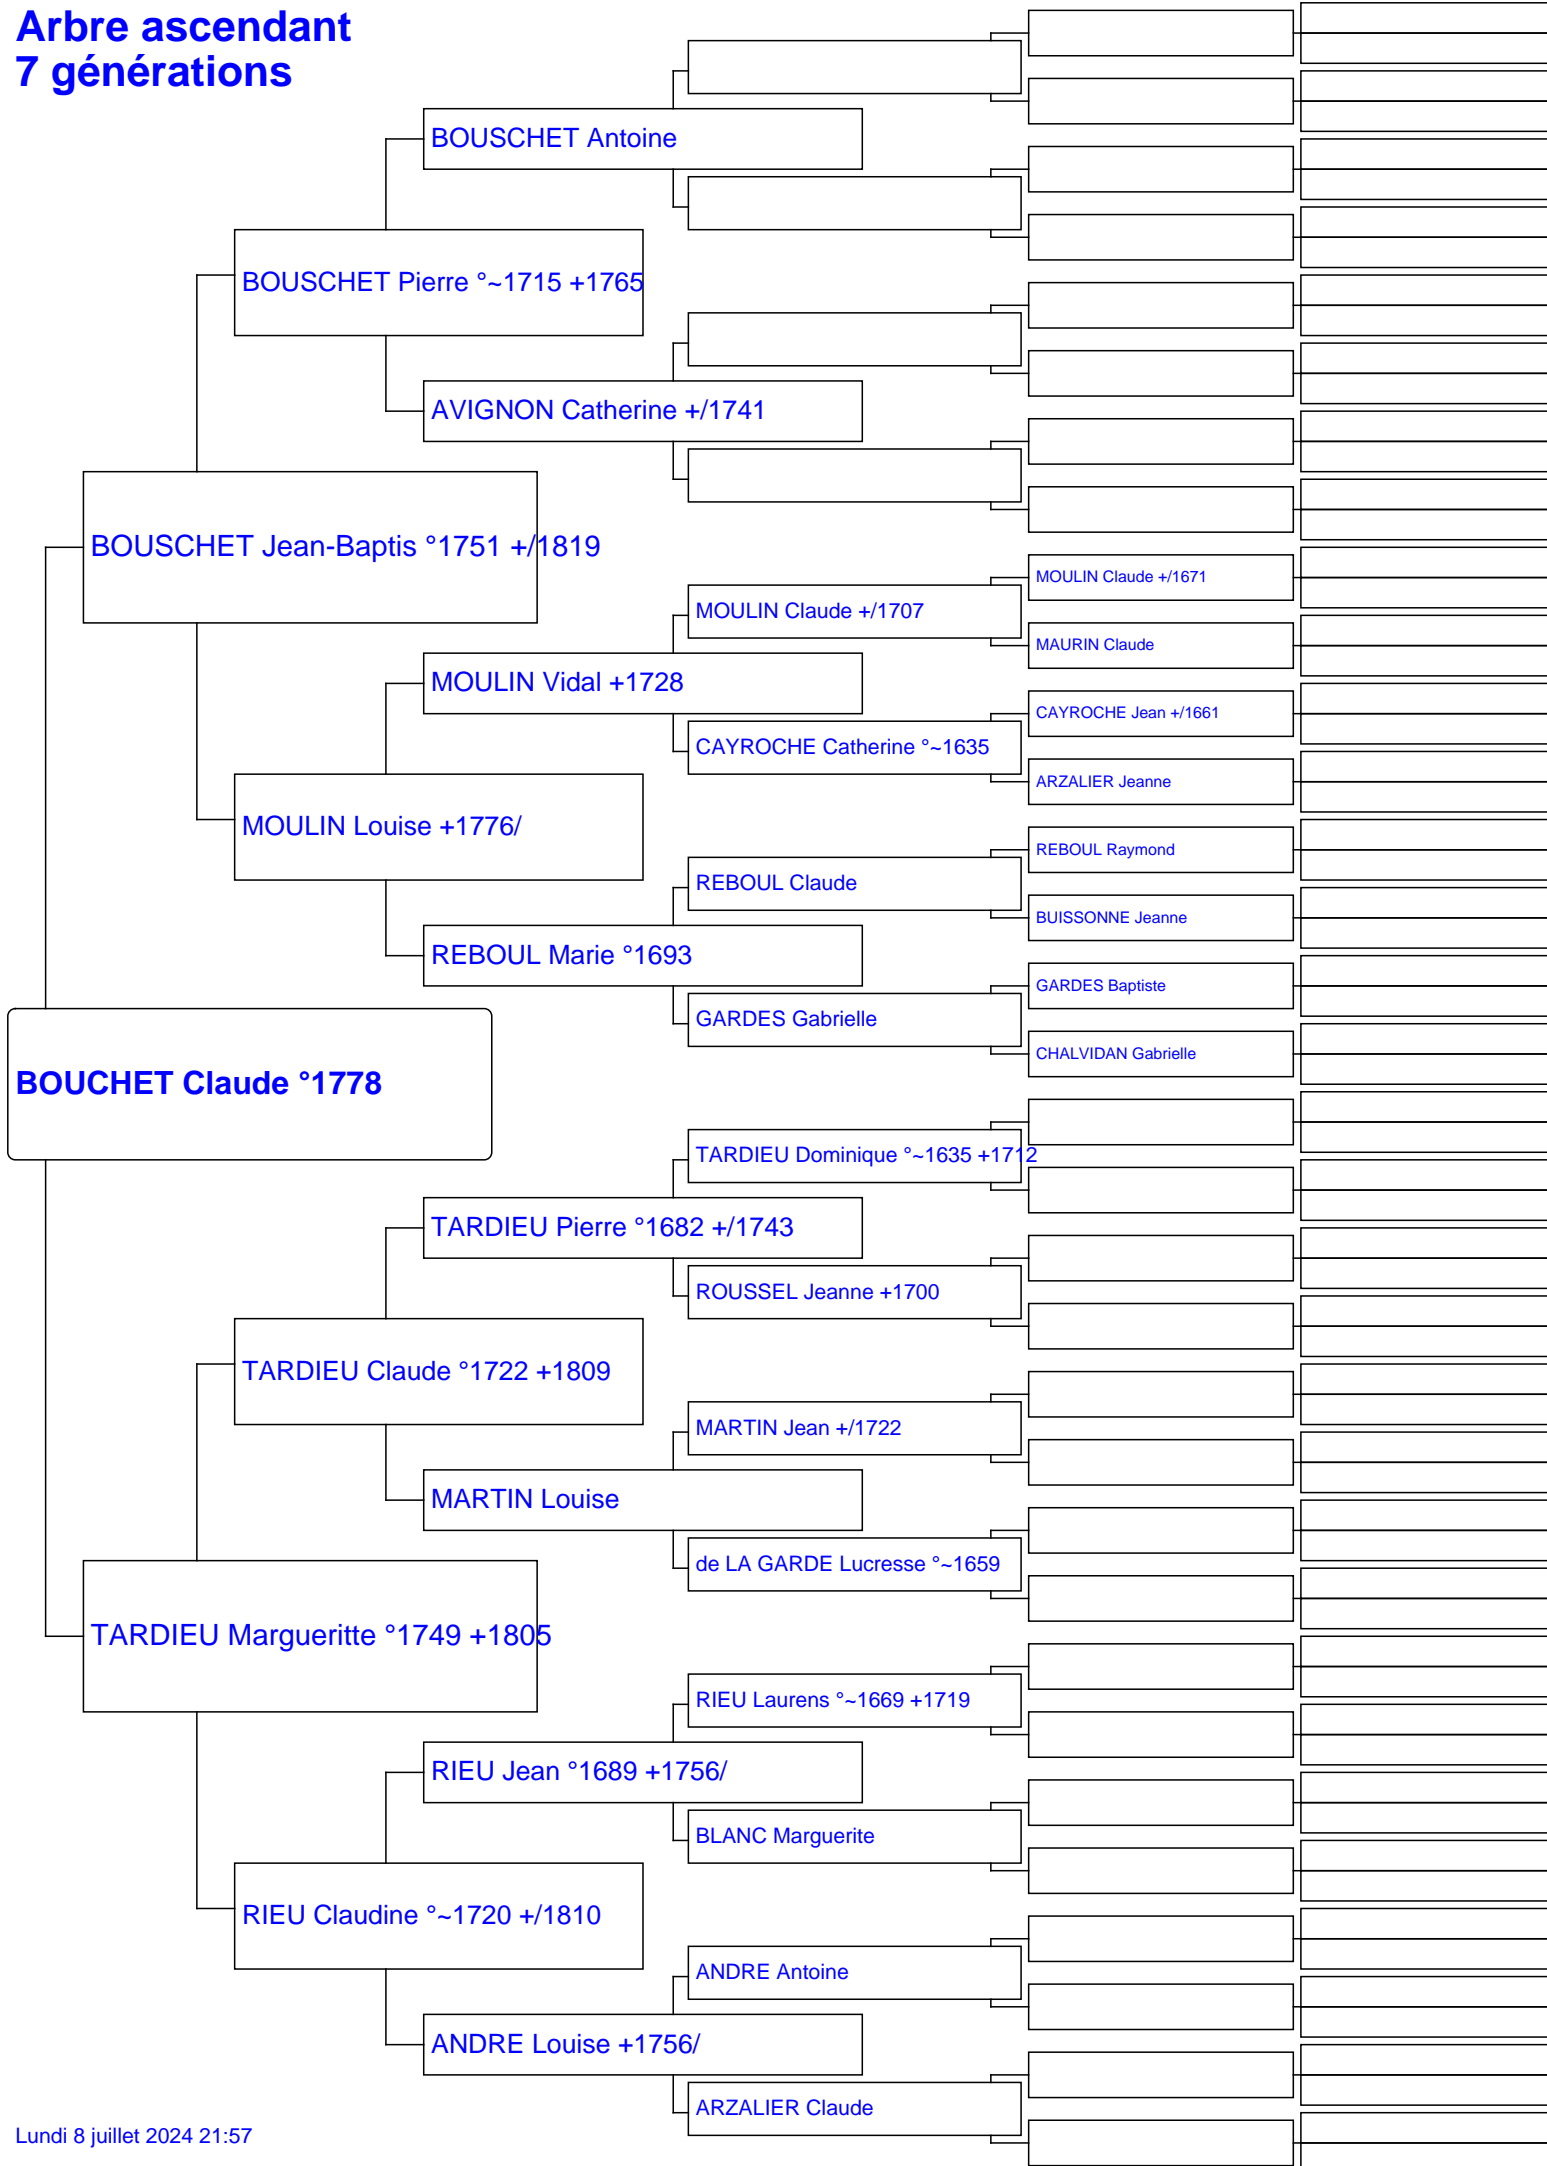 Arbre ascendant
7 générations
BOUSCHET Antoine
BOUSCHET Pierre °~1715 +1765
AVIGNON Catherine +/1741
BOUSCHET Jean-Baptis °1751 +/1819
MOULIN Claude +/1671
MOULIN Claude +/1707
MAURIN Claude
MOULIN Vidal +1728
CAYROCHE Jean +/1661
CAYROCHE Catherine °~1635
ARZALIER Jeanne
MOULIN Louise +1776/
REBOUL Raymond
REBOUL Claude
BUISSONNE Jeanne
REBOUL Marie °1693
GARDES Baptiste
GARDES Gabrielle
CHALVIDAN Gabrielle
BOUCHET Claude °1778
TARDIEU Dominique °~1635 +1712
TARDIEU Pierre °1682 +/1743
ROUSSEL Jeanne +1700
TARDIEU Claude °1722 +1809
MARTIN Jean +/1722
MARTIN Louise
de LA GARDE Lucresse °~1659
TARDIEU Margueritte °1749 +1805
RIEU Laurens °~1669 +1719
RIEU Jean °1689 +1756/
BLANC Marguerite
RIEU Claudine °~1720 +/1810
ANDRE Antoine
ANDRE Louise +1756/
ARZALIER Claude
Lundi 8 juillet 2024 21:57